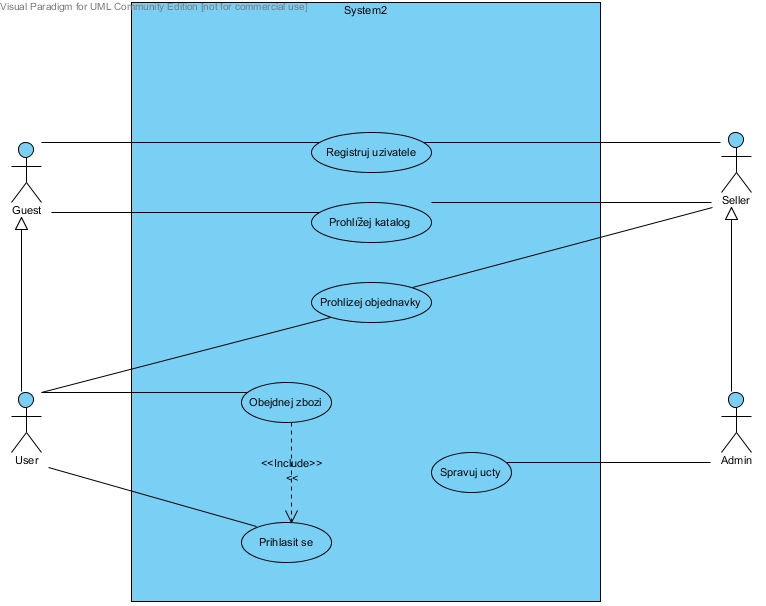 Visual Paradigm for UML Community Edition [not for commercial use]
System2
Registruj uzivatele
Guest
Seller
Prohlížej katalog
Prohlizej objednavky
Obejdnej zbozi
User
Admin
<<Include>>
<<
Spravuj ucty
Prihlasit se